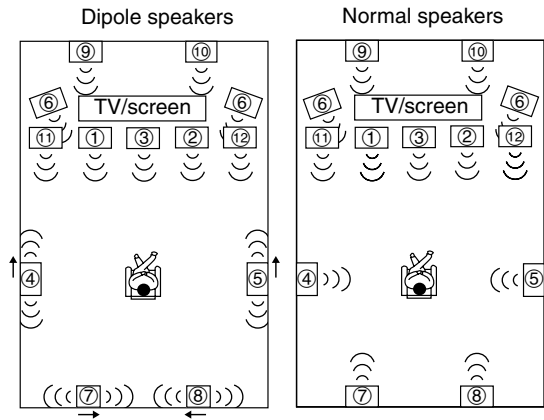 Dipole speakers Normal speakers
⑨ ⑩ ⑨ ⑩
⑥ ⑥ ⑥ ⑥
TV/screen TV/screen
⑪ ① ③ ② ⑫ ⑪ ① ③ ② ⑫
④ ⑤ ④ ⑤
⑦ ⑧ ⑦ ⑧